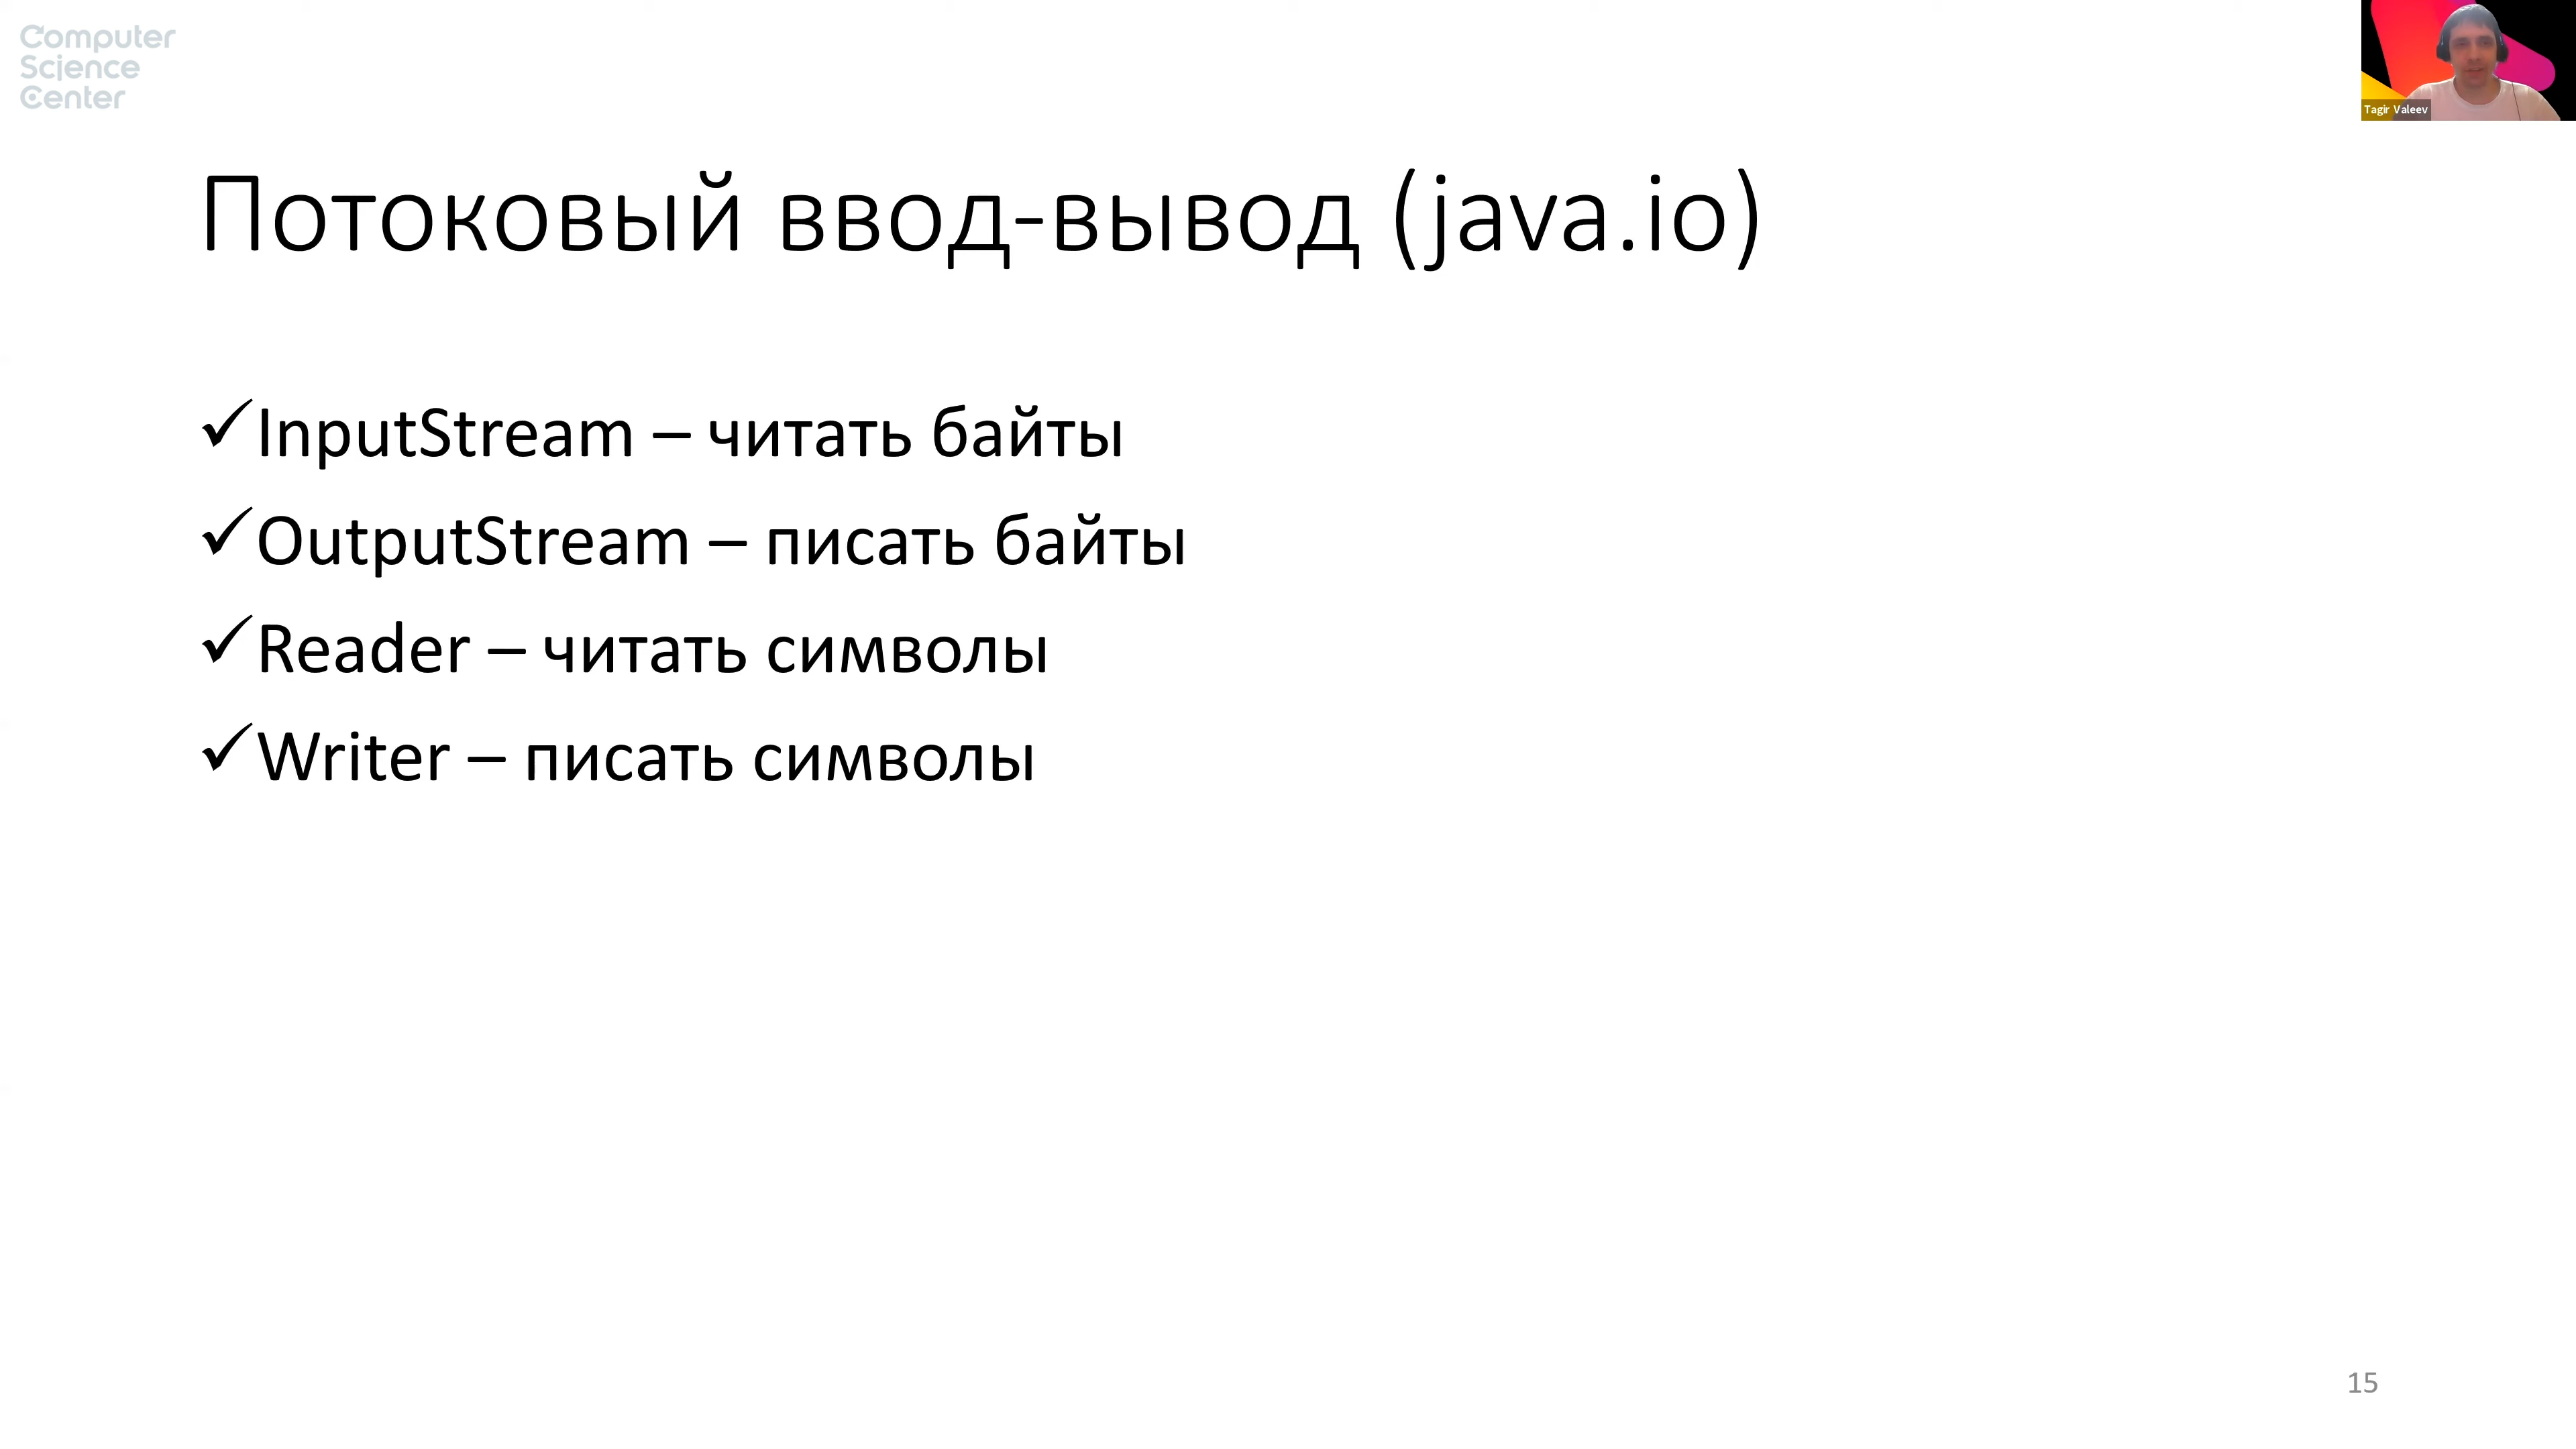 Computer
Science
Center
Tagir Valeev
Потоковый ввод-вывод (java.io)
✓InputStream – читать байты
✓OutputStream – писать байты
✓Reader – читать символы
✓Writer – писать символы
15